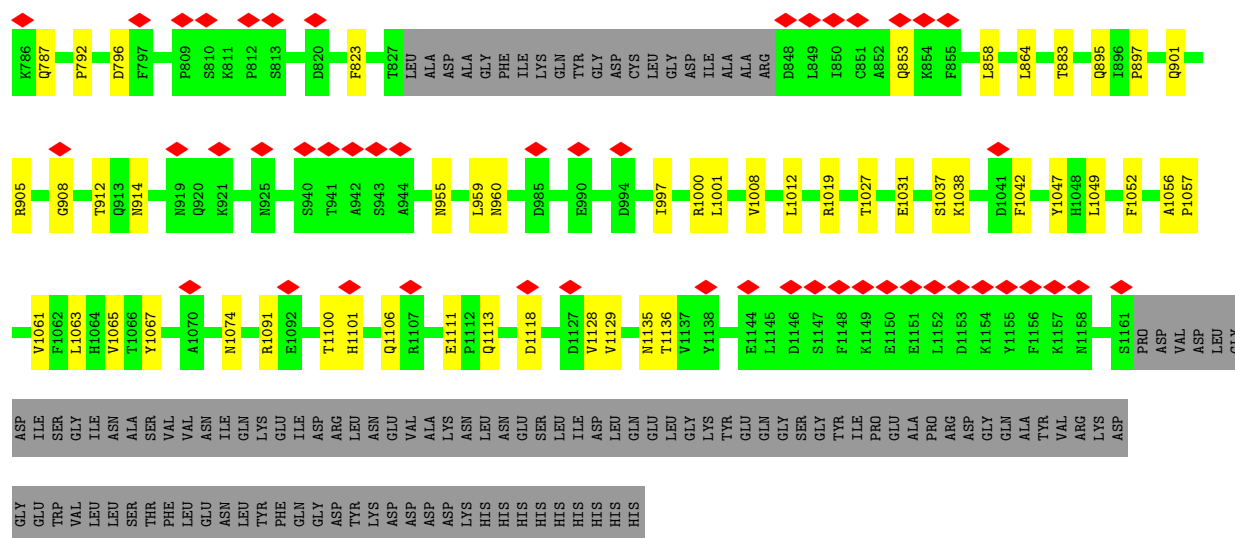 K786 Q787 P792 D796 F797 P809 S810 K811 P812 S813 D820 F823 T827 LEU ALA ASP ALA GLY PHE ILE LYS GLN TYR GLY ASP CYS LEU GLY ASP ILE ALA ALA ARG D848 L849 I850 C851 A852 Q853 K854 F855 L858 L864 T883 Q895 I896 P897 Q901
R905 G908 T912 Q913 N914 N919 Q920 K921 N925 S940 T941 A942 S943 A944 N955 L959 N960 D985 E990 D994 I997 R1000 L1001 V1008 L1012 R1019 T1027 E1031 S1037 K1038 D1041 F1042 Y1047 H1048 L1049 F1052 A1056 P1057
V1061 F1062 L1063 H1064 V1065 T1066 Y1067 A1070 N1074 R1091 E1092 T1100 H1101 Q1106 R1107 E1111 P1112 Q1113 D1118 D1127 V1128 V1129 N1135 T1136 V1137 Y1138 E1144 L1145 D1146 S1147 F1148 K1149 E1150 E1151 L1152 D1153 K1154 Y1155 F1156 K1157 N1158 S1161 PRO ASP VAL ASP LEU GLY
ASP ILE SER GLY ILE ASN ALA SER VAL VAL ASN ILE GLN LYS GLU ILE ASP ARG LEU ASN GLU VAL ALA LYS ASN LEU ASN GLU SER LEU ILE ASP LEU GLN GLU LEU GLY LYS TYR GLU GLN GLY SER GLY TYR ILE PRO GLU ALA PRO ARG ASP GLY GLN ALA TYR VAL ARG LYS ASP
GLY GLU TRP VAL LEU LEU SER THR PHE LEU GLU ASN LEU TYR PHE GLN GLY ASP TYR LYS ASP ASP ASP ASP LYS HIS HIS HIS HIS HIS HIS HIS HIS